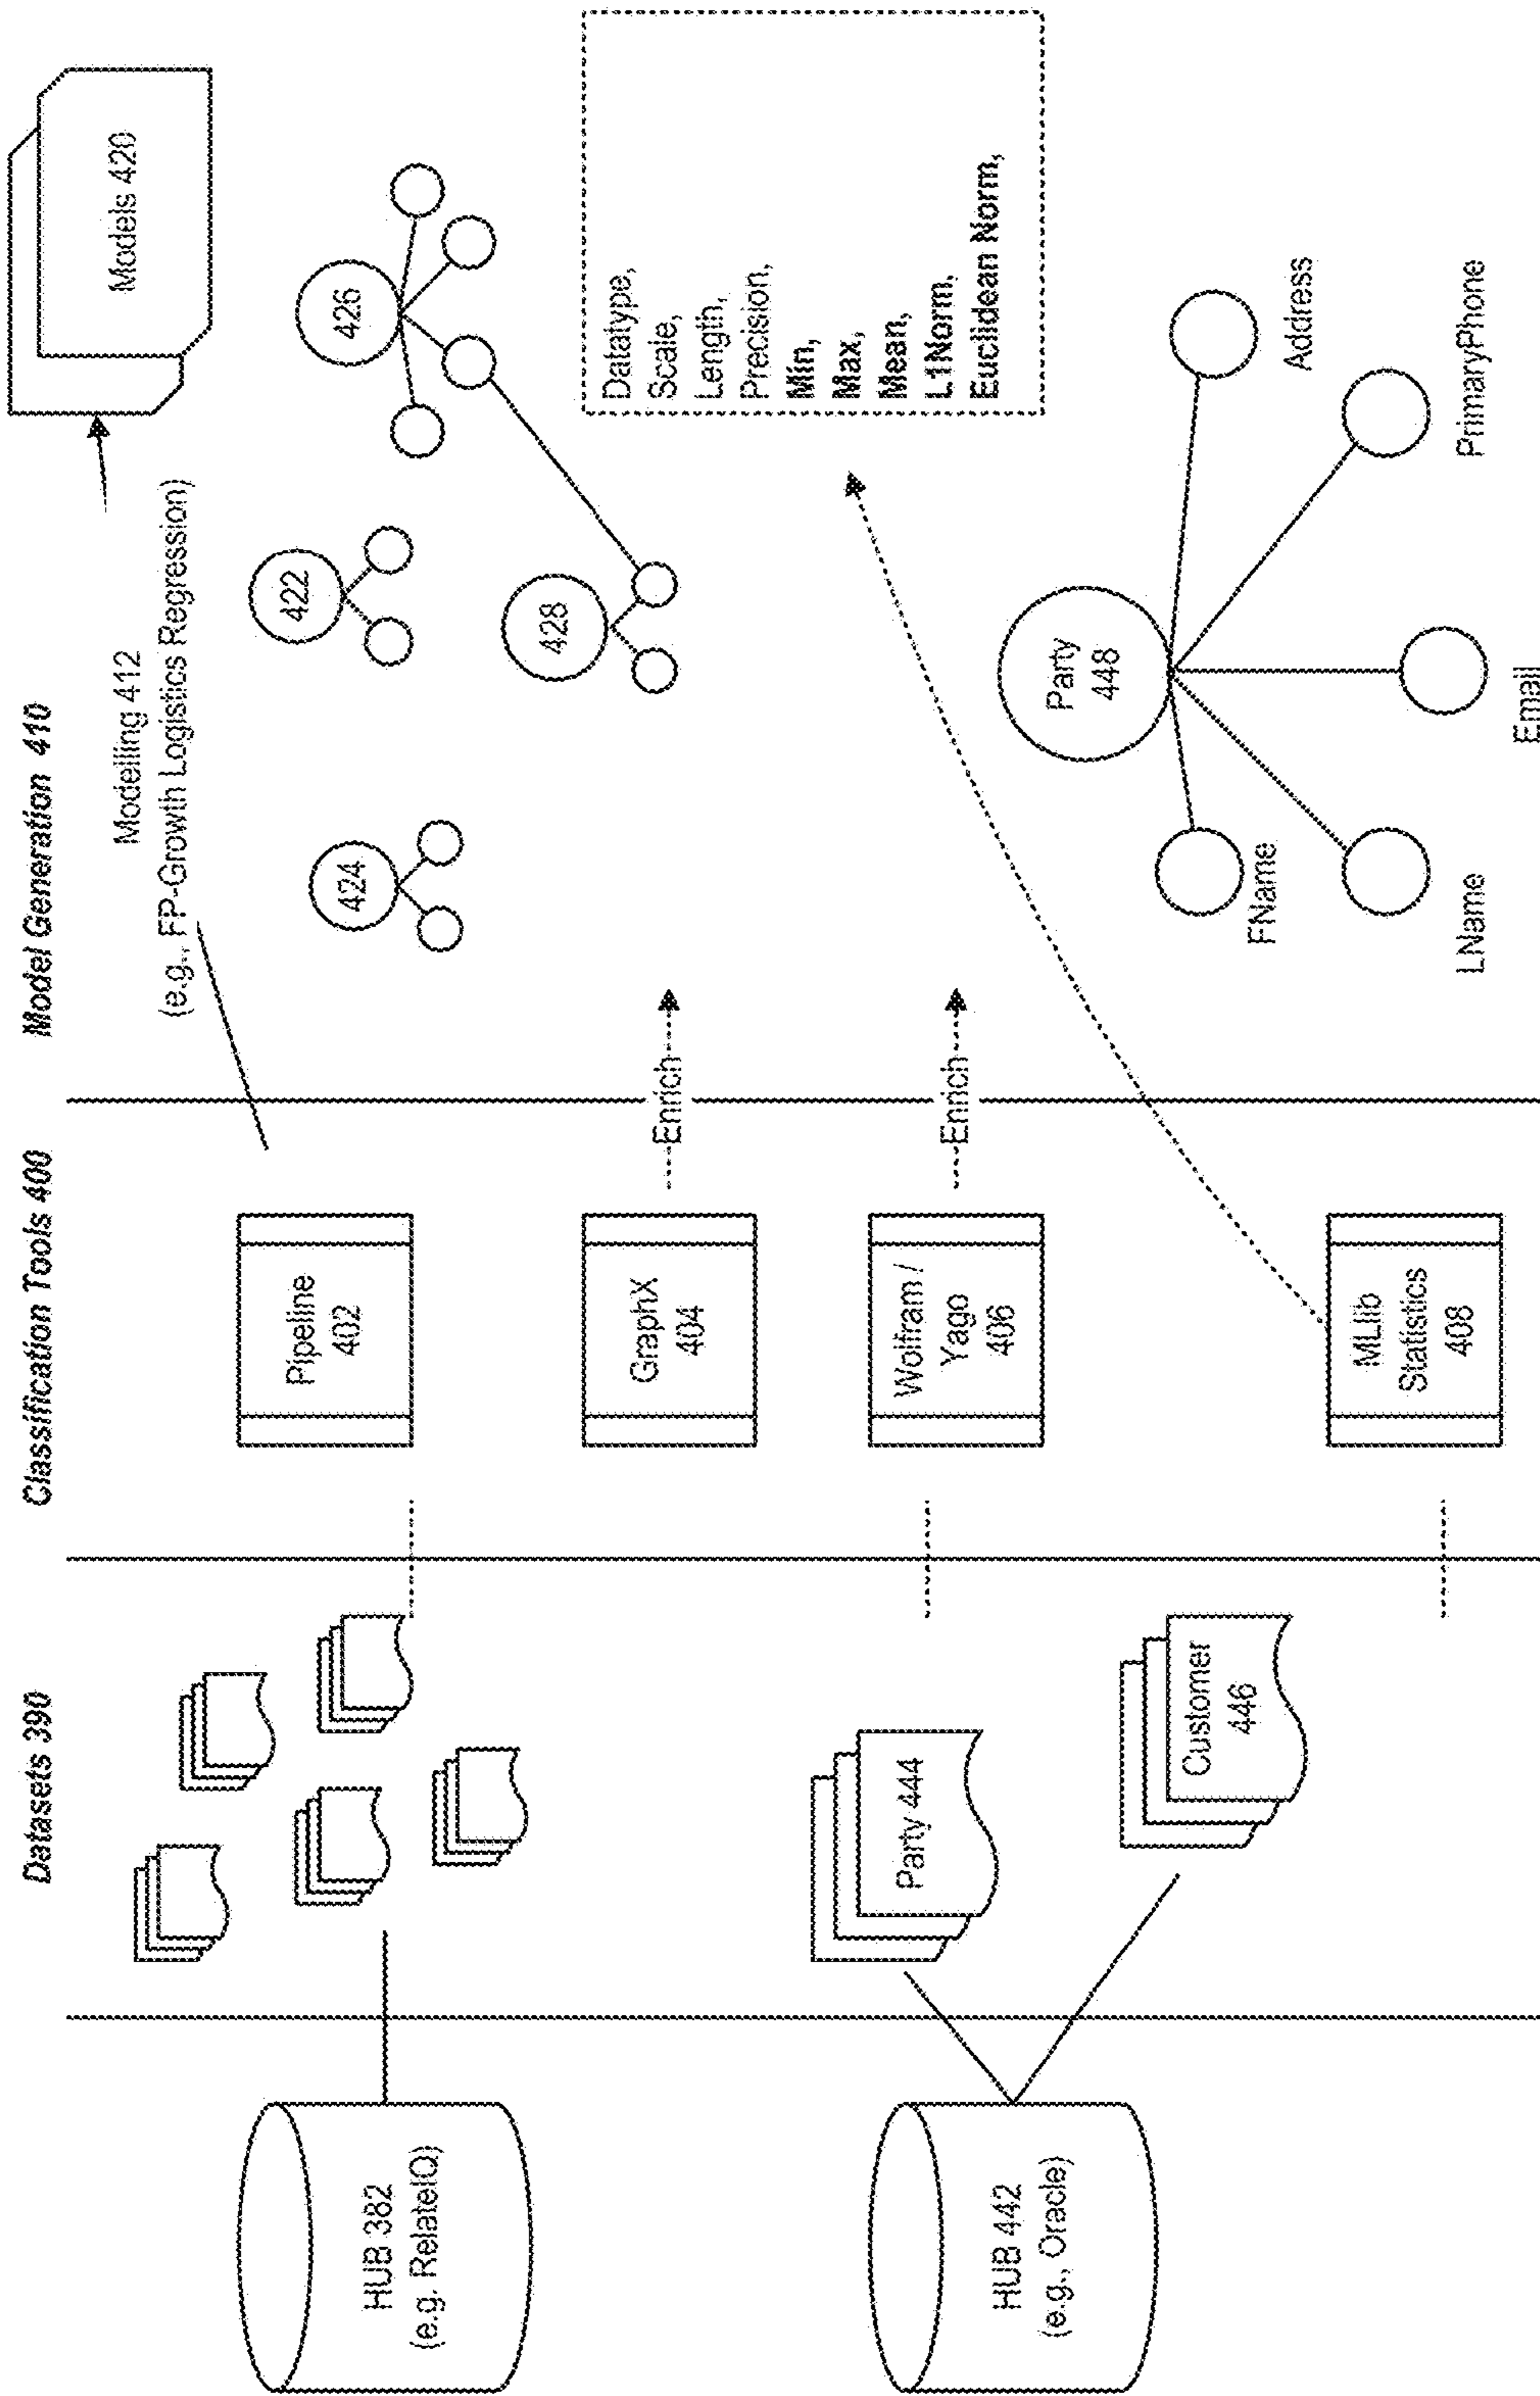 Datasets 390
Classification Tools 400
Model Generation 410
HUB 382
(e.g. RelateIQ)
HUB 442
(e.g., Oracle)
Party 444
Customer
446
Pipeline
402
GraphX
404
Wolfram /
Yago
406
MLlib
Statistics
408
Enrich
Enrich
Modelling 412
(e.g., FP-Growth Logistics Regression)
Models 420
424
422
426
428
Datatype,
Scale,
Length,
Precision,
Min,
Max,
Mean,
L1Norm,
Euclidean Norm,
Party
448
FName
LName
Email
PrimaryPhone
Address